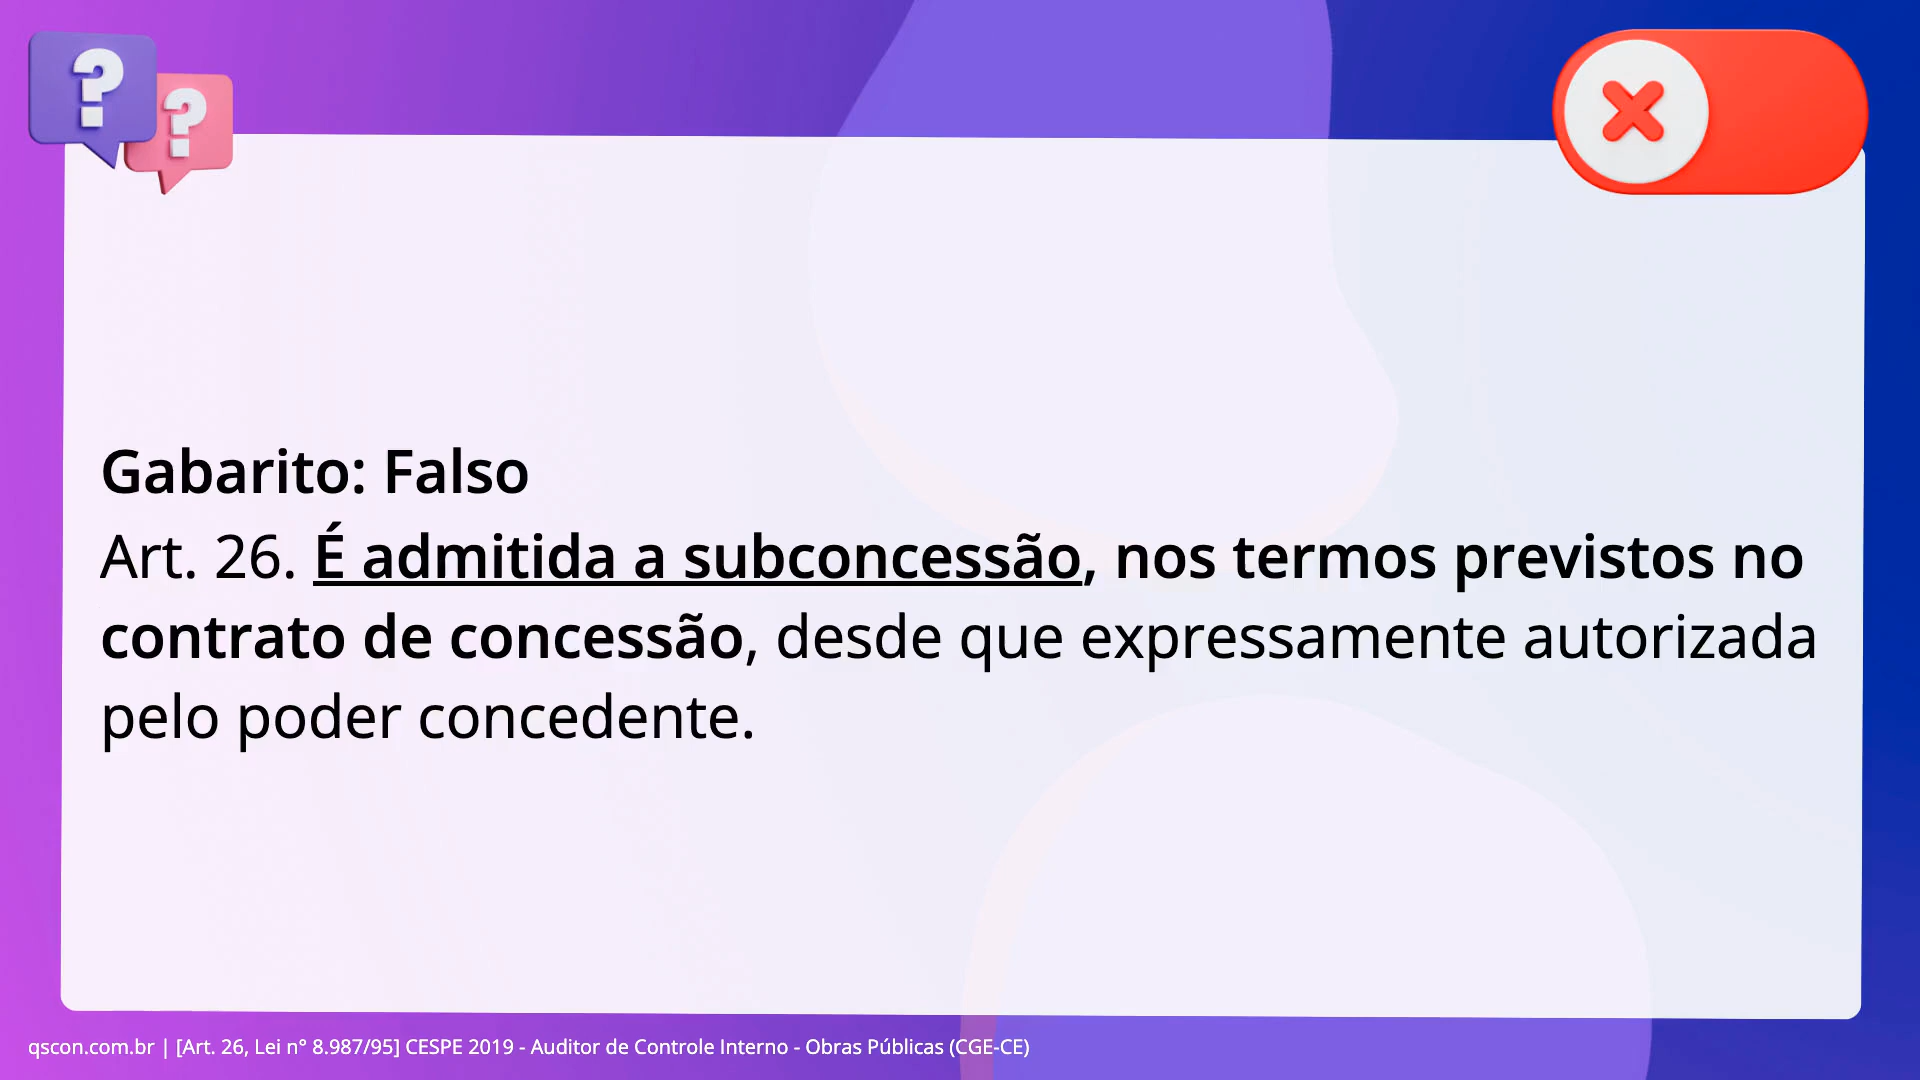 Gabarito: Falso
Art. 26. É admitida a subconcessão, nos termos previstos no
contrato de concessão, desde que expressamente autorizada
pelo poder concedente.
qscon.com.br | [Art. 26, Lei n° 8.987/95] CESPE 2019 - Auditor de Controle Interno - Obras Públicas (CGE-CE)